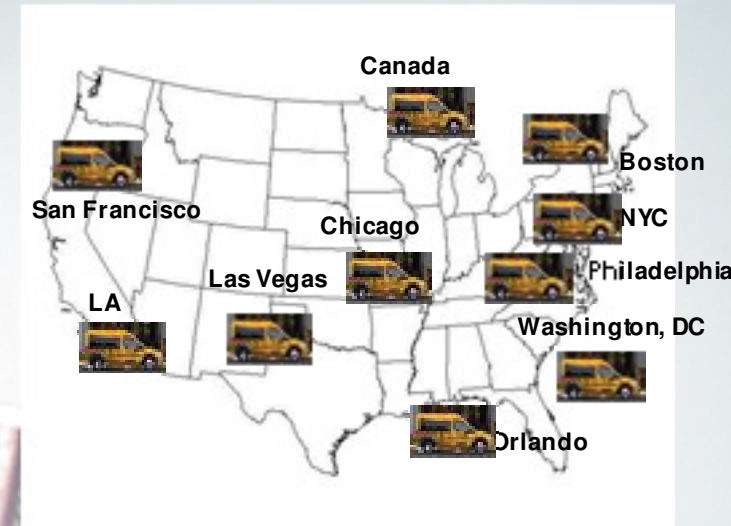 Canada
Boston
San Francisco
NYC
Chicago
Philadelphia
Las Vegas
LA
Washington, DC
Orlando